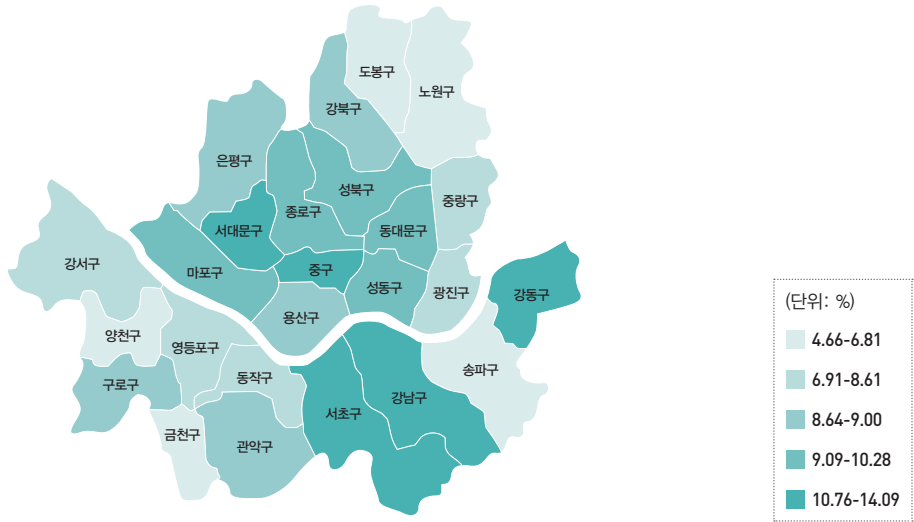 도봉구
노원구
강북구
은평구
성북구
중랑구
종로구
서대문구
동대문구
강서구
마포구
중구
성동구
광진구
강동구
용산구
양천구
영등포구
송파구
동작구
구로구
강남구
서초구
금천구
관악구
(단위: %)
4.66-6.81
6.91-8.61
8.64-9.00
9.09-10.28
10.76-14.09